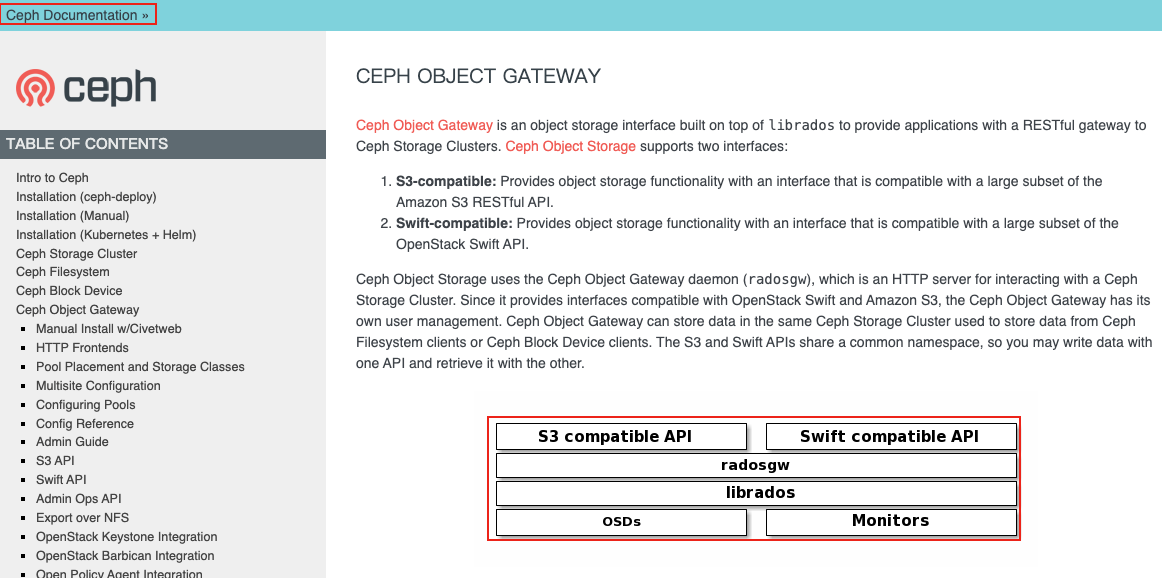 Ceph Documentation »
ceph
TABLE OF CONTENTS
Intro to Ceph
Installation (ceph-deploy)
Installation (Manual)
Installation (Kubernetes + Helm)
Ceph Storage Cluster
Ceph Filesystem
Ceph Block Device
Ceph Object Gateway
Manual Install w/Civetweb
HTTP Frontends
Pool Placement and Storage Classes
Multisite Configuration
Configuring Pools
Config Reference
Admin Guide
S3 API
Swift API
Admin Ops API
Export over NFS
OpenStack Keystone Integration
OpenStack Barbican Integration
Open Policy Agent Integration
CEPH OBJECT GATEWAY
Ceph Object Gateway is an object storage interface built on top of librados to provide applications with a RESTful gateway to
Ceph Storage Clusters. Ceph Object Storage supports two interfaces:
1. S3-compatible: Provides object storage functionality with an interface that is compatible with a large subset of the
Amazon S3 RESTful API.
2. Swift-compatible: Provides object storage functionality with an interface that is compatible with a large subset of the
OpenStack Swift API.
Ceph Object Storage uses the Ceph Object Gateway daemon (radosgw), which is an HTTP server for interacting with a Ceph
Storage Cluster. Since it provides interfaces compatible with OpenStack Swift and Amazon S3, the Ceph Object Gateway has its
own user management. Ceph Object Gateway can store data in the same Ceph Storage Cluster used to store data from Ceph
Filesystem clients or Ceph Block Device clients. The S3 and Swift APIs share a common namespace, so you may write data with
one API and retrieve it with the other.
S3 compatible API
Swift compatible API
radosgw
librados
OSDs
Monitors